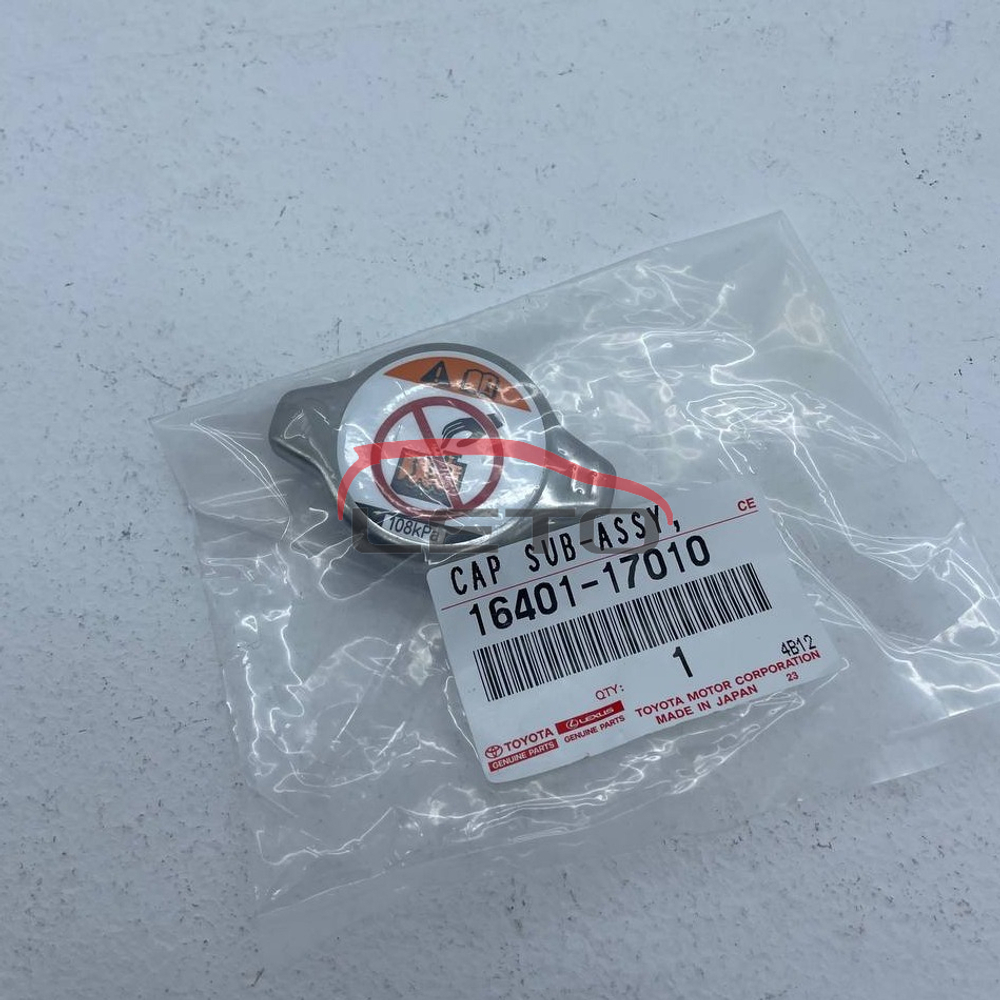 108kPa
LETO
CE
CAP SUB-ASSY,
16401-17010
QTY: 1
4B12
TOYOTA MOTOR CORPORATION
MADE IN JAPAN 23
TOYOTA
GENUINE PARTS
LEXUS
GENUINE PARTS